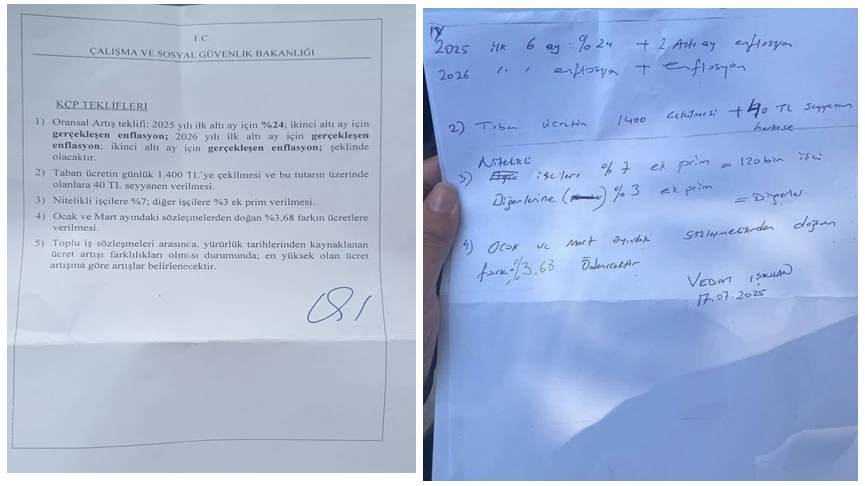 T.C.
ÇALIŞMA VE SOSYAL GÜVENLİK BAKANLIĞI
KÇP TEKLİFLERİ
1) Oransal Artış teklifi: 2025 yılı ilk altı ay için %24; ikinci altı ay için
gerçekleşen enflasyon; 2026 yılı ilk altı ay için gerçekleşen
enflasyon; ikinci altı ay için gerçekleşen enflasyon; şeklinde
olacaktır.
2) Taban ücretin günlük 1.400 TL'ye çekilmesi ve bu tutarın üzerinde
olanlara 40 TL seyyanen verilmesi.
3) Nitelikli işçilere %7; diğer işçilere %3 ek prim verilmesi.
4) Ocak ve Mart ayındaki sözleşmelerden doğan %3,68 farkın ücretlere
verilmesi.
5) Toplu iş sözleşmeleri arasında, yürürlük tarihlerinden kaynaklanan
ücret artışı farklılıkları olması durumunda; en yüksek olan ücret
artışına göre artışlar belirlenecektir.
2025 ilk 6 ay: %24 + 2 Altı ay enflasyon
2026 " " enflasyon + enflasyon
2) Taban ücretin 1400 çekilmesi + 40 TL seyyanen
herkese
3) Nitelikli işçilere %7 ek prim = 120 bin işçi
Diğerlerine %3 ek prim = Diğerleri
4) Ocak ve Mart ayındaki sözleşmelerden doğan
fark %3.68 Ödenecektir
VEDAT IŞIKHAN
17.07.2025